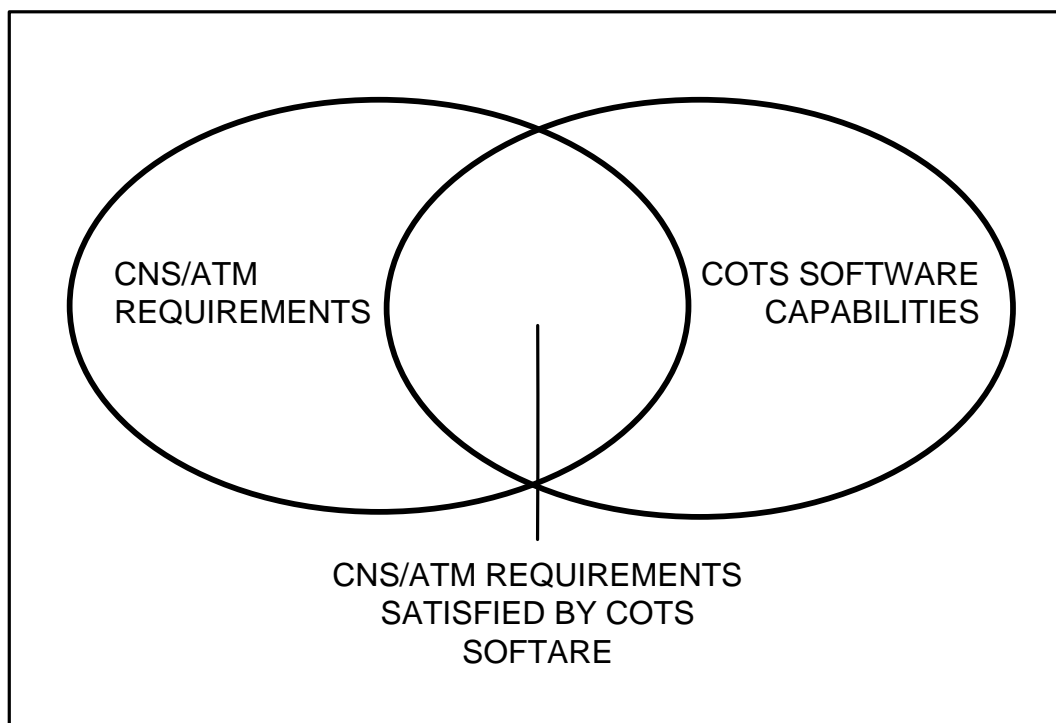 CNS/ATM
REQUIREMENTS
COTS SOFTWARE
CAPABILITIES
CNS/ATM REQUIREMENTS
SATISFIED BY COTS
SOFTARE